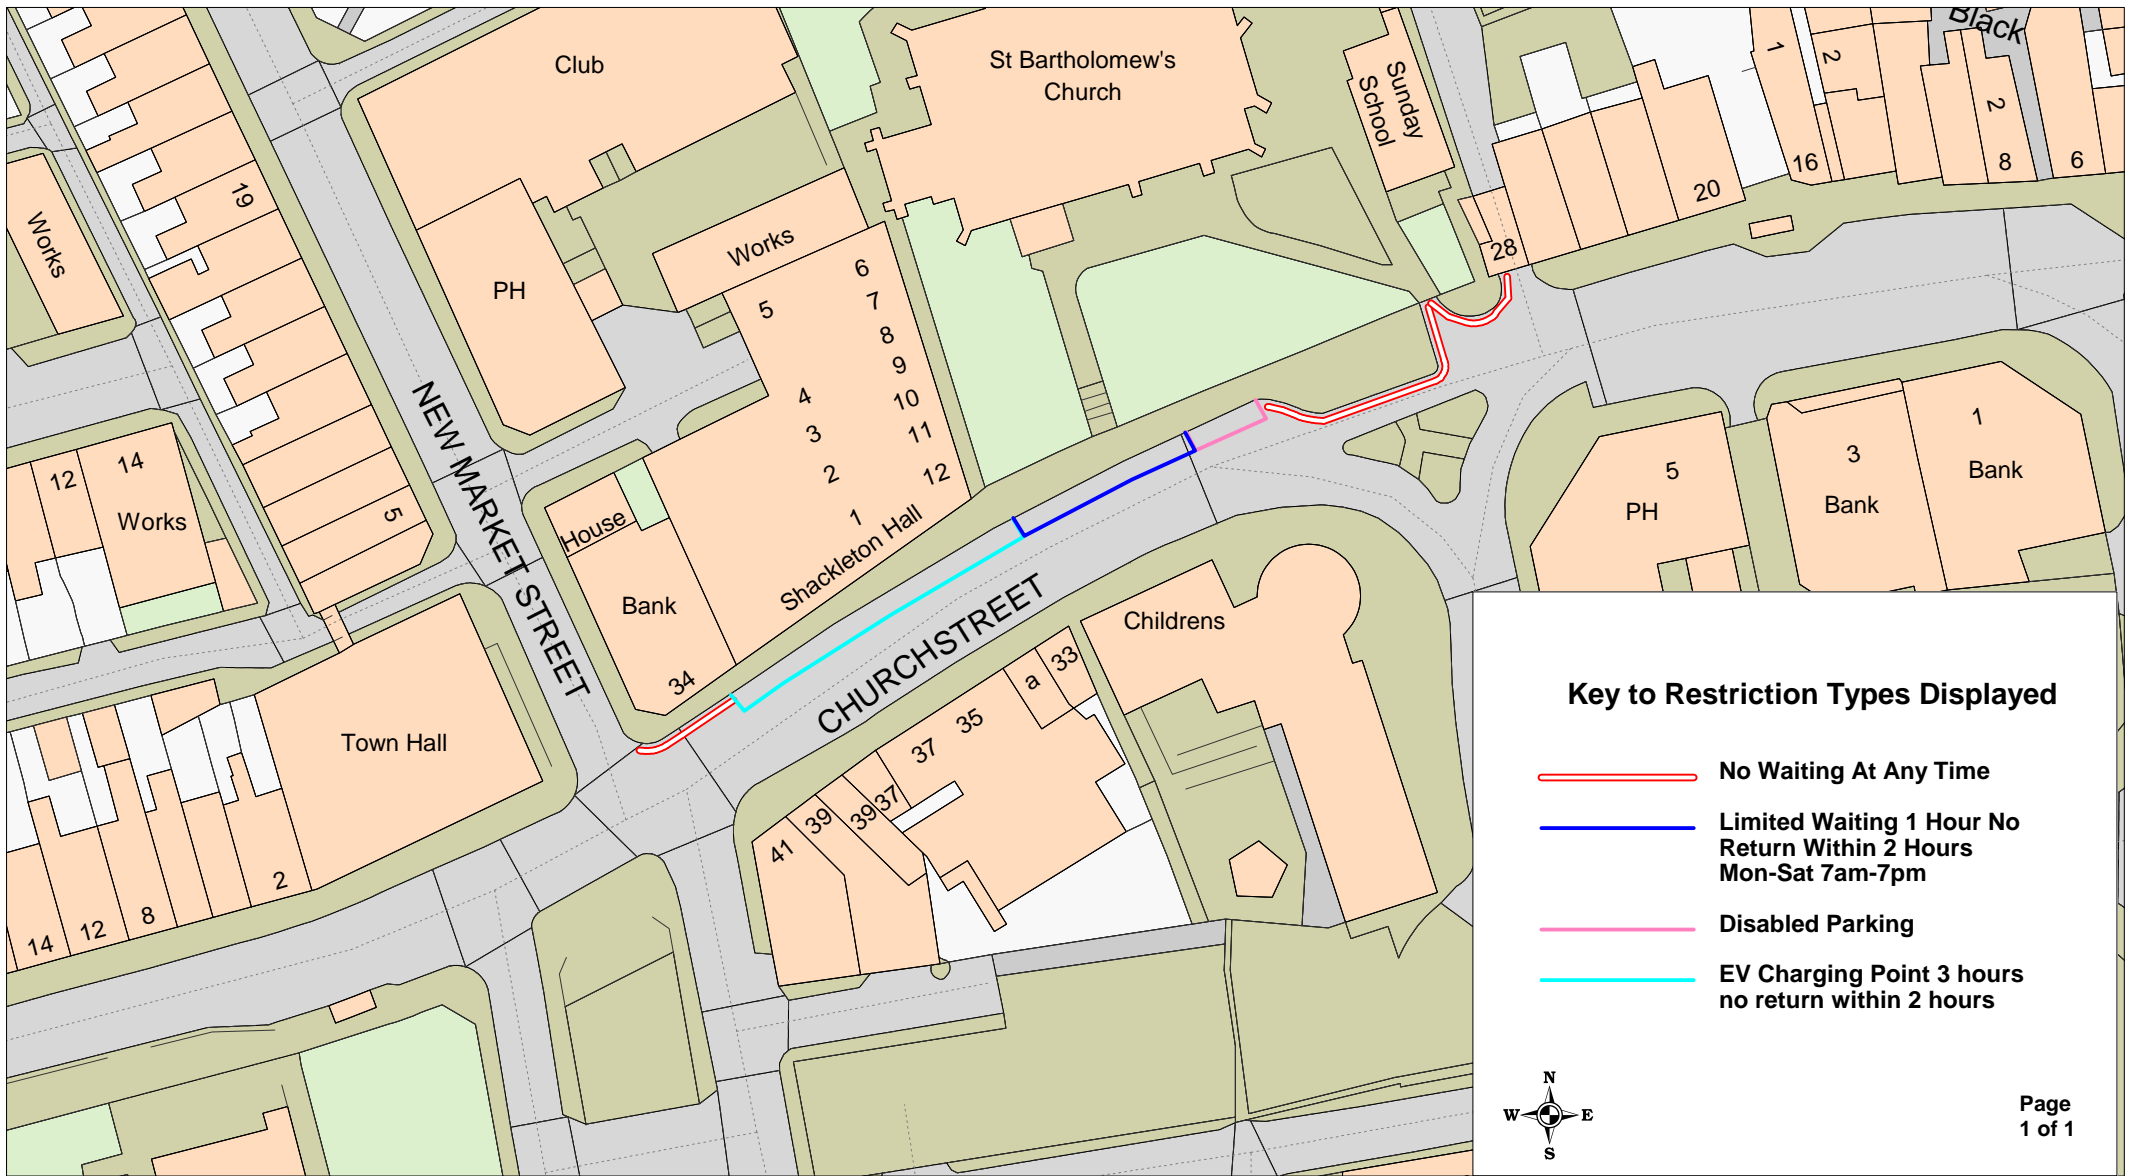 Black
Club
St Bartholomew's
Church
Sunday
School
1
2
2
16
8
6
20
28
19
Works
Works
PH
5
6
7
8
9
10
11
12
4
3
2
1
Shackleton Hall
NEW MARKET STREET
12
14
Works
5
House
Bank
34
CHURCHSTREET
Childrens
a
33
35
37
37
39
39
41
Town Hall
2
8
12
14
5
PH
3
Bank
1
Bank
Key to Restriction Types Displayed
No Waiting At Any Time
Limited Waiting 1 Hour No
Return Within 2 Hours
Mon-Sat 7am-7pm
Disabled Parking
EV Charging Point 3 hours
no return within 2 hours
N
W E
S
Page
1 of 1